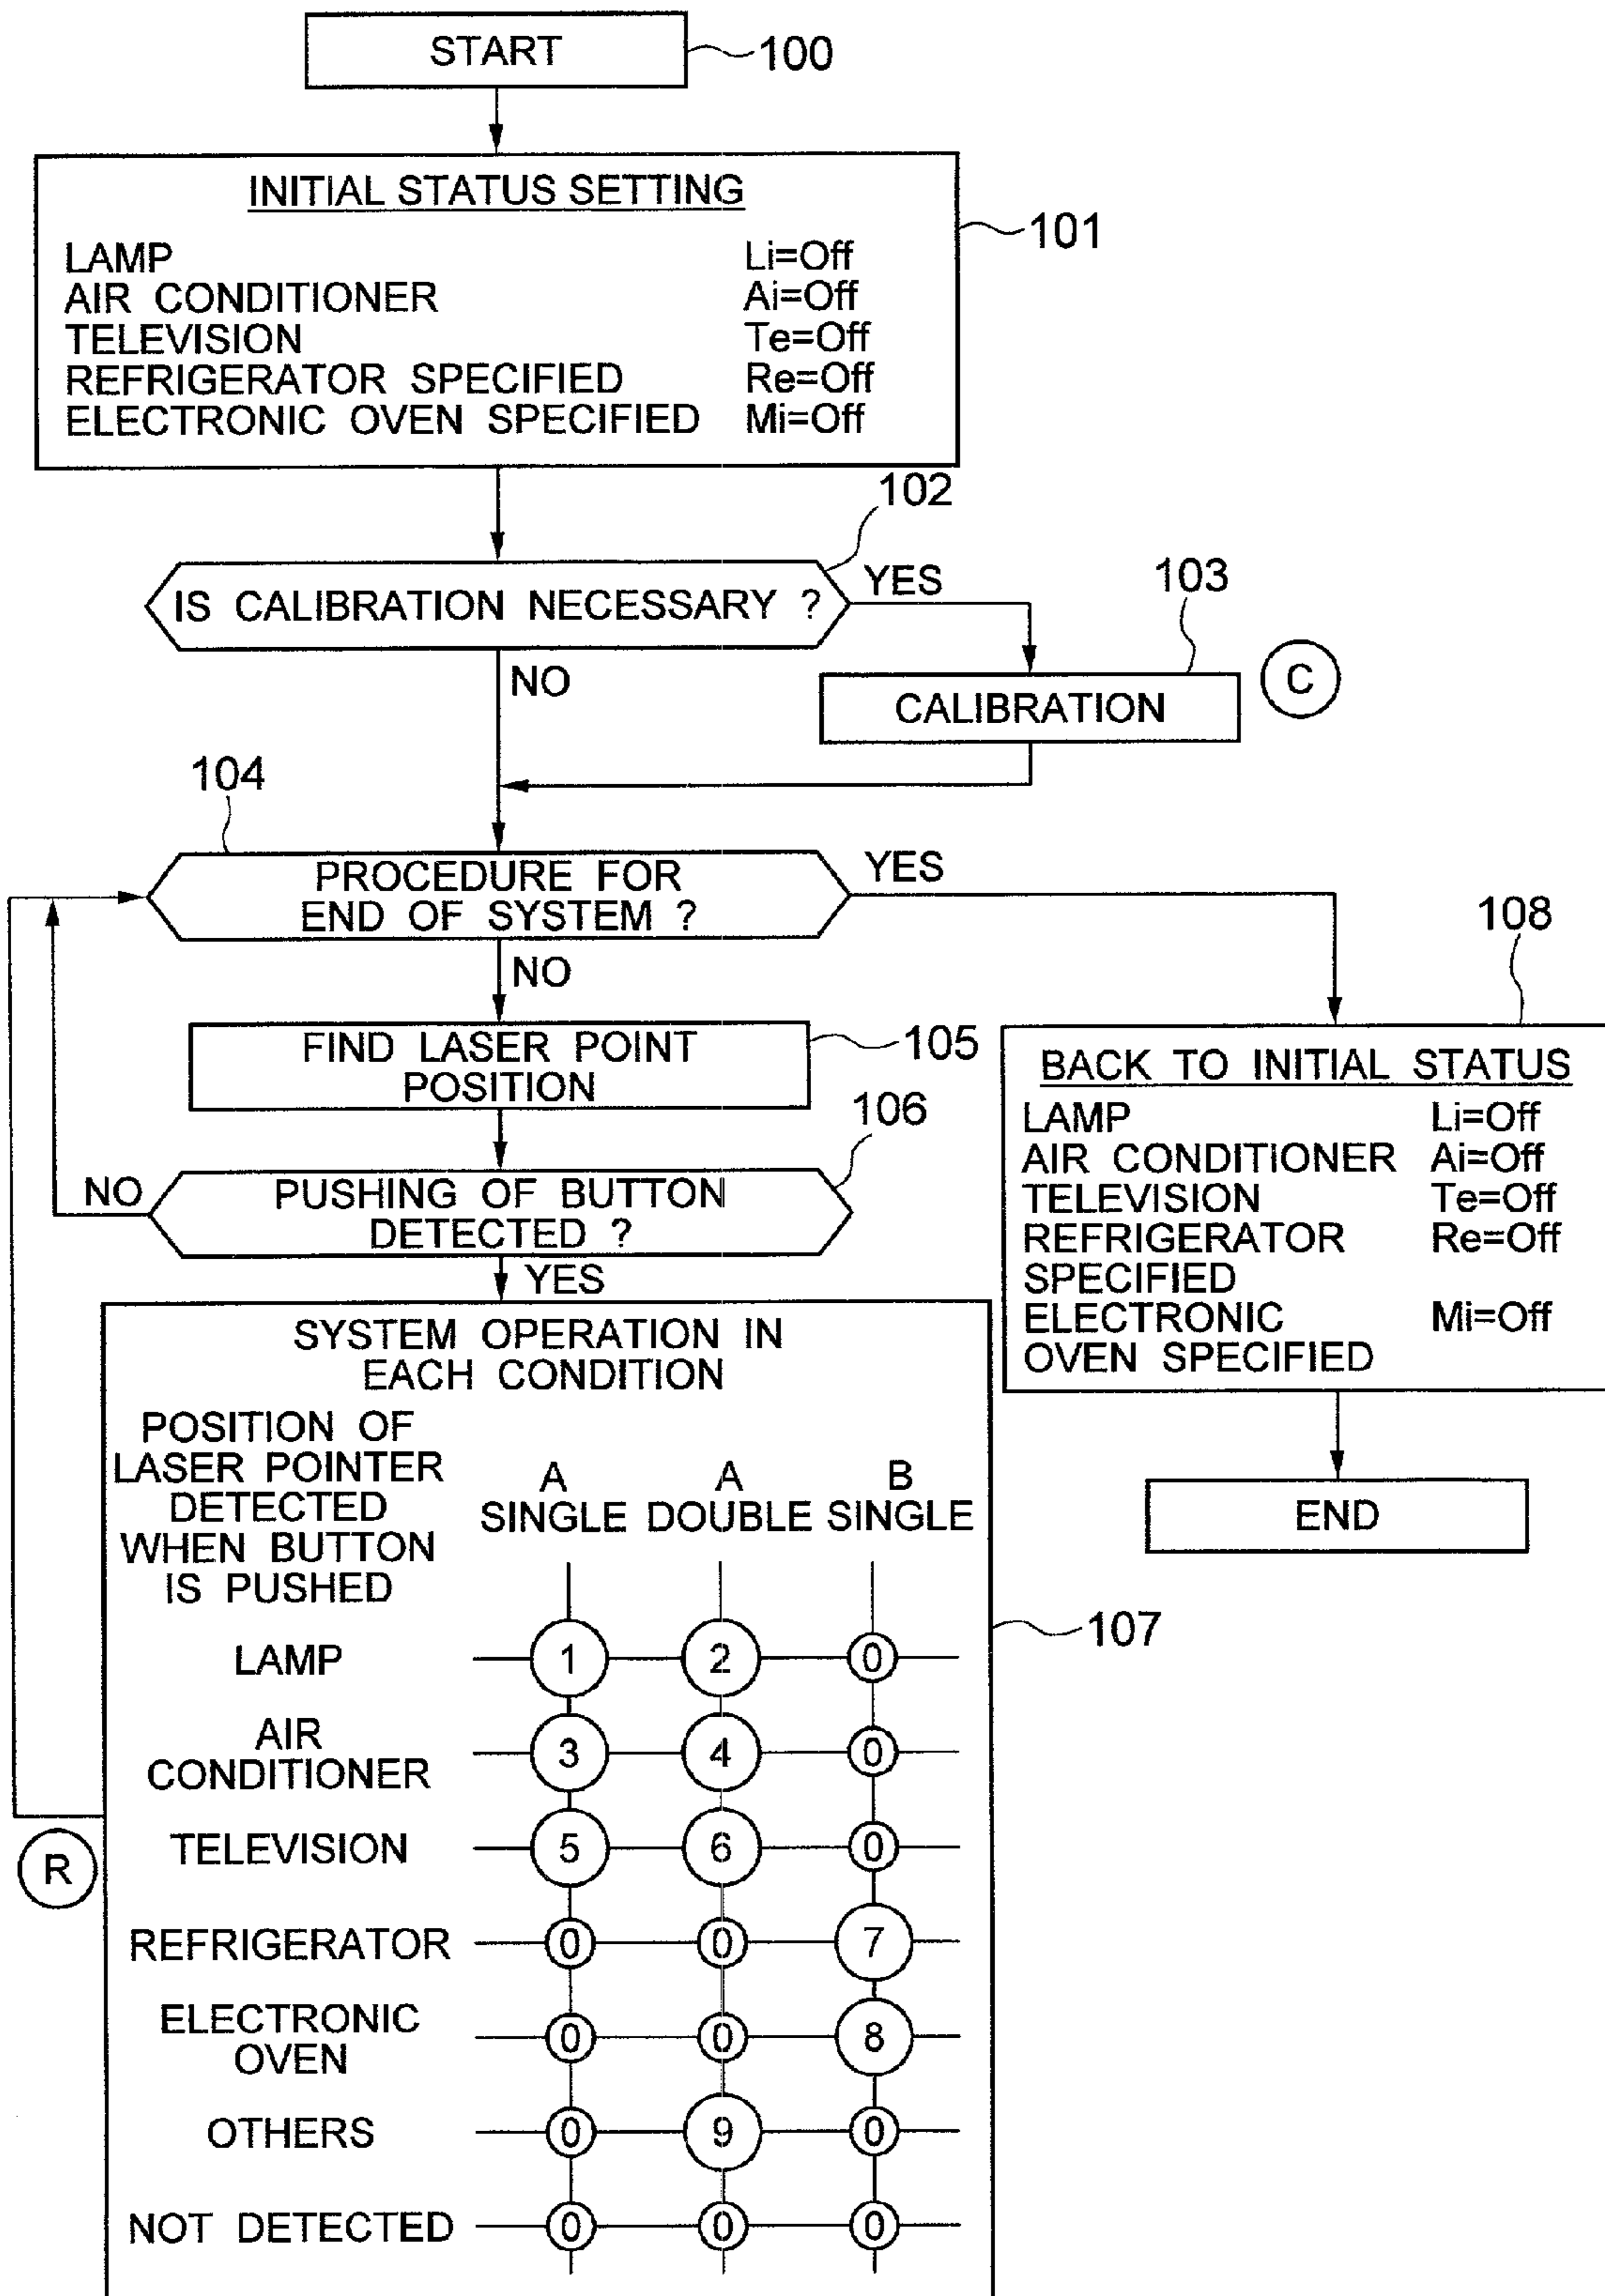 START
100
INITIAL STATUS SETTING
101
LAMP Li=Off
AIR CONDITIONER Ai=Off
TELEVISION Te=Off
REFRIGERATOR SPECIFIED Re=Off
ELECTRONIC OVEN SPECIFIED Mi=Off
102
IS CALIBRATION NECESSARY ?
YES
NO
103
CALIBRATION
C
104
PROCEDURE FOR
END OF SYSTEM ?
YES
NO
FIND LASER POINT
POSITION
105
106
PUSHING OF BUTTON
DETECTED ?
NO
YES
108
BACK TO INITIAL STATUS
LAMP Li=Off
AIR CONDITIONER Ai=Off
TELEVISION Te=Off
REFRIGERATOR Re=Off
SPECIFIED
ELECTRONIC Mi=Off
OVEN SPECIFIED
END
SYSTEM OPERATION IN
EACH CONDITION
107
POSITION OF
LASER POINTER
DETECTED
WHEN BUTTON
IS PUSHED
A A B
SINGLE DOUBLE SINGLE
LAMP 1 2 0
AIR
CONDITIONER 3 4 0
TELEVISION 5 6 0
R
REFRIGERATOR 0 0 7
ELECTRONIC
OVEN 0 0 8
OTHERS 0 9 0
NOT DETECTED 0 0 0